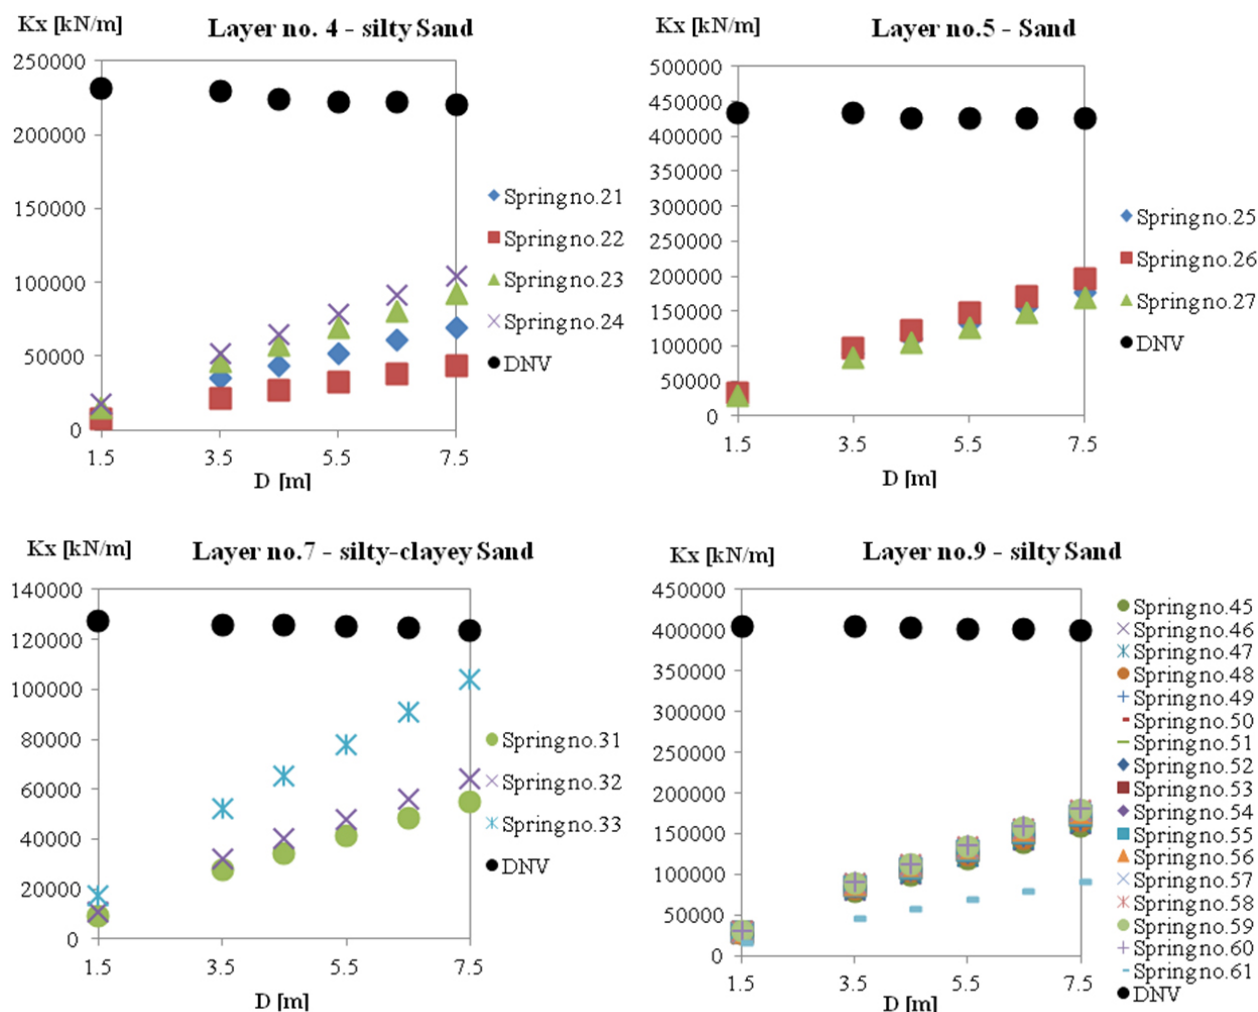 Kx [kN/m]
Layer no. 4 - silty Sand
250000
200000
150000
100000
50000
0
1.5
3.5
5.5
7.5
D [m]
Spring no.21
Spring no.22
Spring no.23
Spring no.24
DNV
Kx [kN/m]
Layer no.5 - Sand
500000
450000
400000
350000
300000
250000
200000
150000
100000
50000
0
1.5
3.5
5.5
7.5
D [m]
Spring no.25
Spring no.26
Spring no.27
DNV
Kx [kN/m]
Layer no.7 - silty-clayey Sand
140000
120000
100000
80000
60000
40000
20000
0
1.5
3.5
5.5
7.5
D [m]
Spring no.31
Spring no.32
Spring no.33
DNV
Kx [kN/m]
Layer no.9 - silty Sand
450000
400000
350000
300000
250000
200000
150000
100000
50000
0
1.5
3.5
5.5
7.5
D [m]
Spring no.45
Spring no.46
Spring no.47
Spring no.48
Spring no.49
Spring no.50
Spring no.51
Spring no.52
Spring no.53
Spring no.54
Spring no.55
Spring no.56
Spring no.57
Spring no.58
Spring no.59
Spring no.60
Spring no.61
DNV